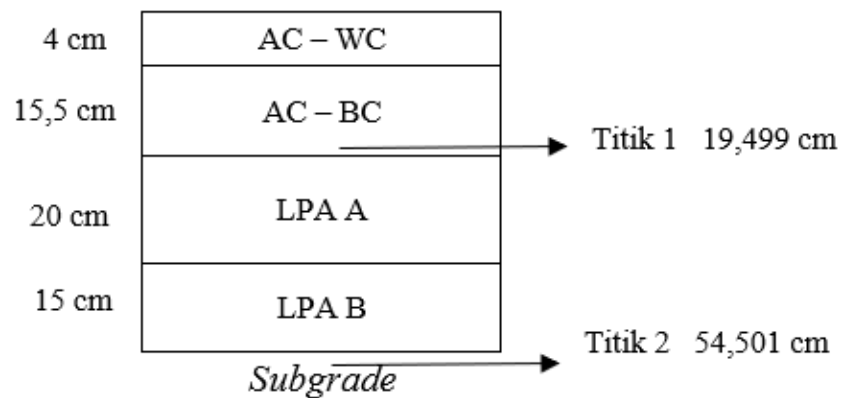 4 cm
AC – WC
15,5 cm
AC – BC
Titik 1 19,499 cm
20 cm
LPA A
15 cm
LPA B
Titik 2 54,501 cm
Subgrade